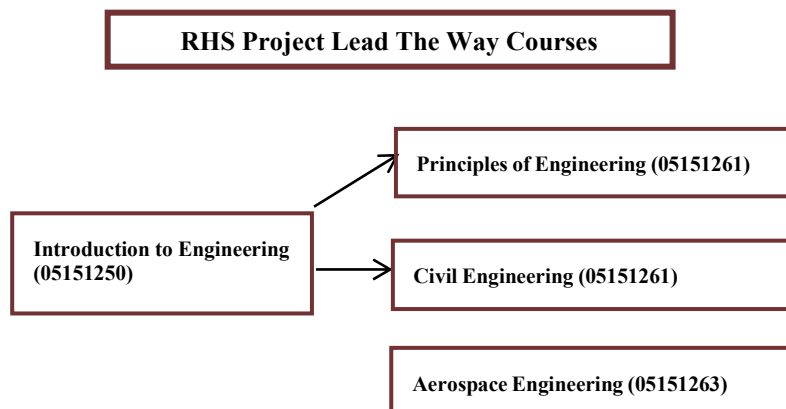 RHS Project Lead The Way Courses
Principles of Engineering (05151261)
Introduction to Engineering
(05151250)
Civil Engineering (05151261)
Aerospace Engineering (05151263)